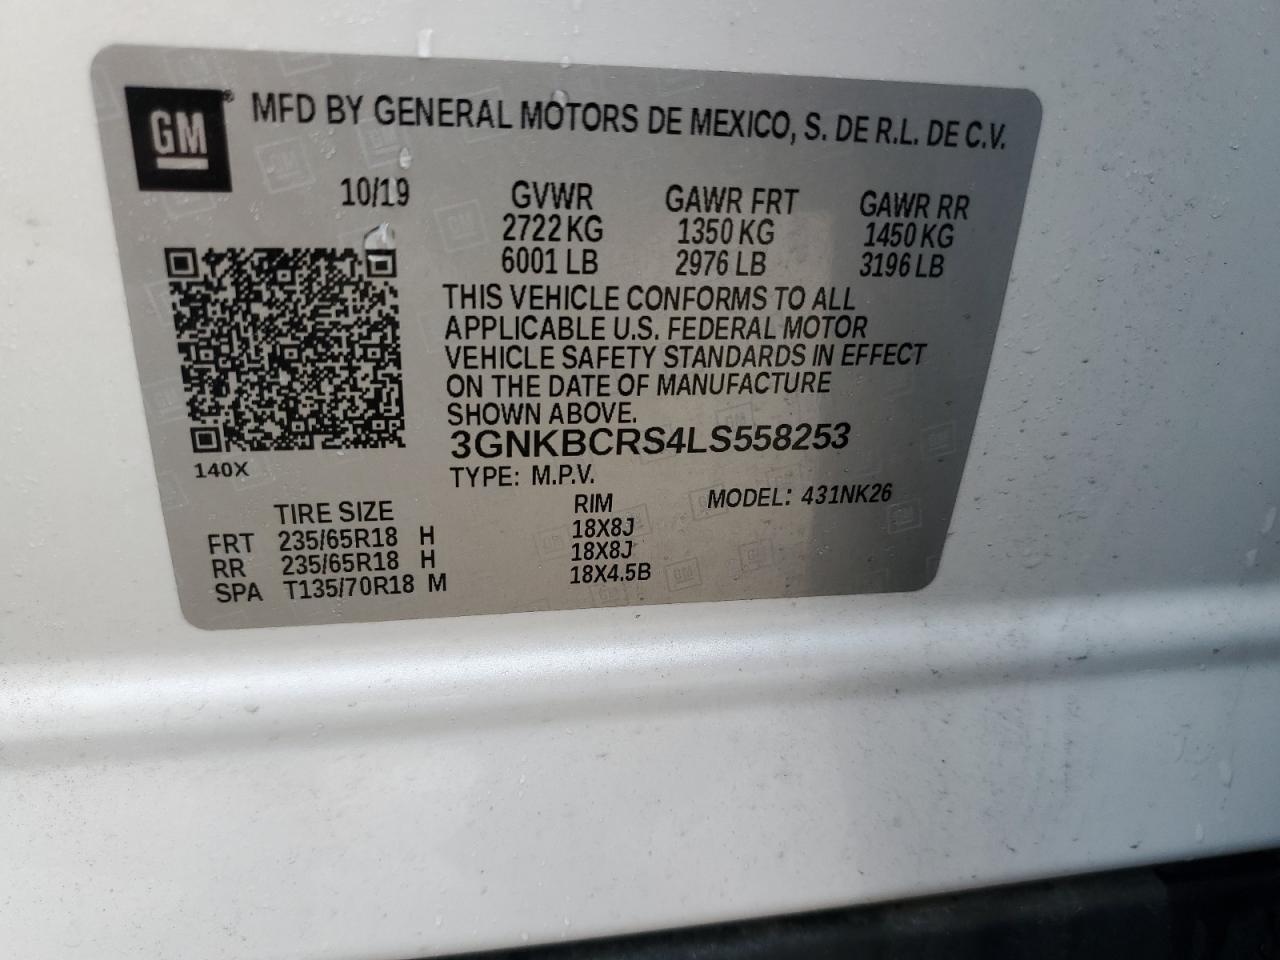 GM® MFD BY GENERAL MOTORS DE MEXICO, S. DE R.L. DE C.V.
10/19 GVWR GAWR FRT GAWR RR
2722 KG 1350 KG 1450 KG
6001 LB 2976 LB 3196 LB
THIS VEHICLE CONFORMS TO ALL
APPLICABLE U.S. FEDERAL MOTOR
VEHICLE SAFETY STANDARDS IN EFFECT
ON THE DATE OF MANUFACTURE
SHOWN ABOVE.
3GNKBCRS4LS558253
140X
TYPE: M.P.V.
TIRE SIZE RIM MODEL: 431NK26
FRT 235/65R18 H 18X8J
RR 235/65R18 H 18X8J
SPA T135/70R18 M 18X4.5B